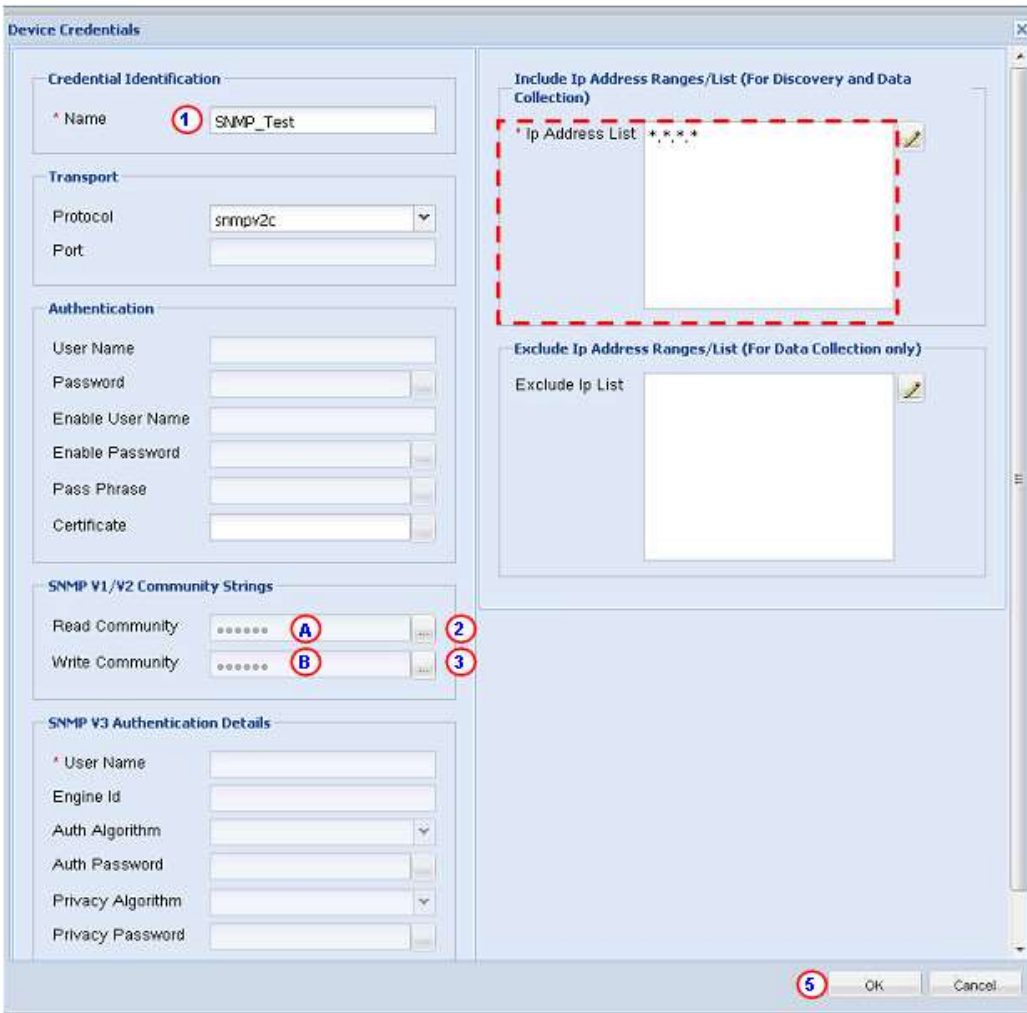 Device Credentials
Credential Identification
* Name 1 SNMP_Test
Transport
Protocol snmpv2c
Port
Authentication
User Name
Password
Enable User Name
Enable Password
Pass Phrase
Certificate
SNMP V1/V2 Community Strings
Read Community ●●●●●● A ... 2
Write Community ●●●●●● B ... 3
SNMP V3 Authentication Details
* User Name
Engine Id
Auth Algorithm
Auth Password
Privacy Algorithm
Privacy Password
Include Ip Address Ranges/List (For Discovery and Data
Collection)
* Ip Address List *.*.*.*
Exclude Ip Address Ranges/List (For Data Collection only)
Exclude Ip List
5 OK Cancel